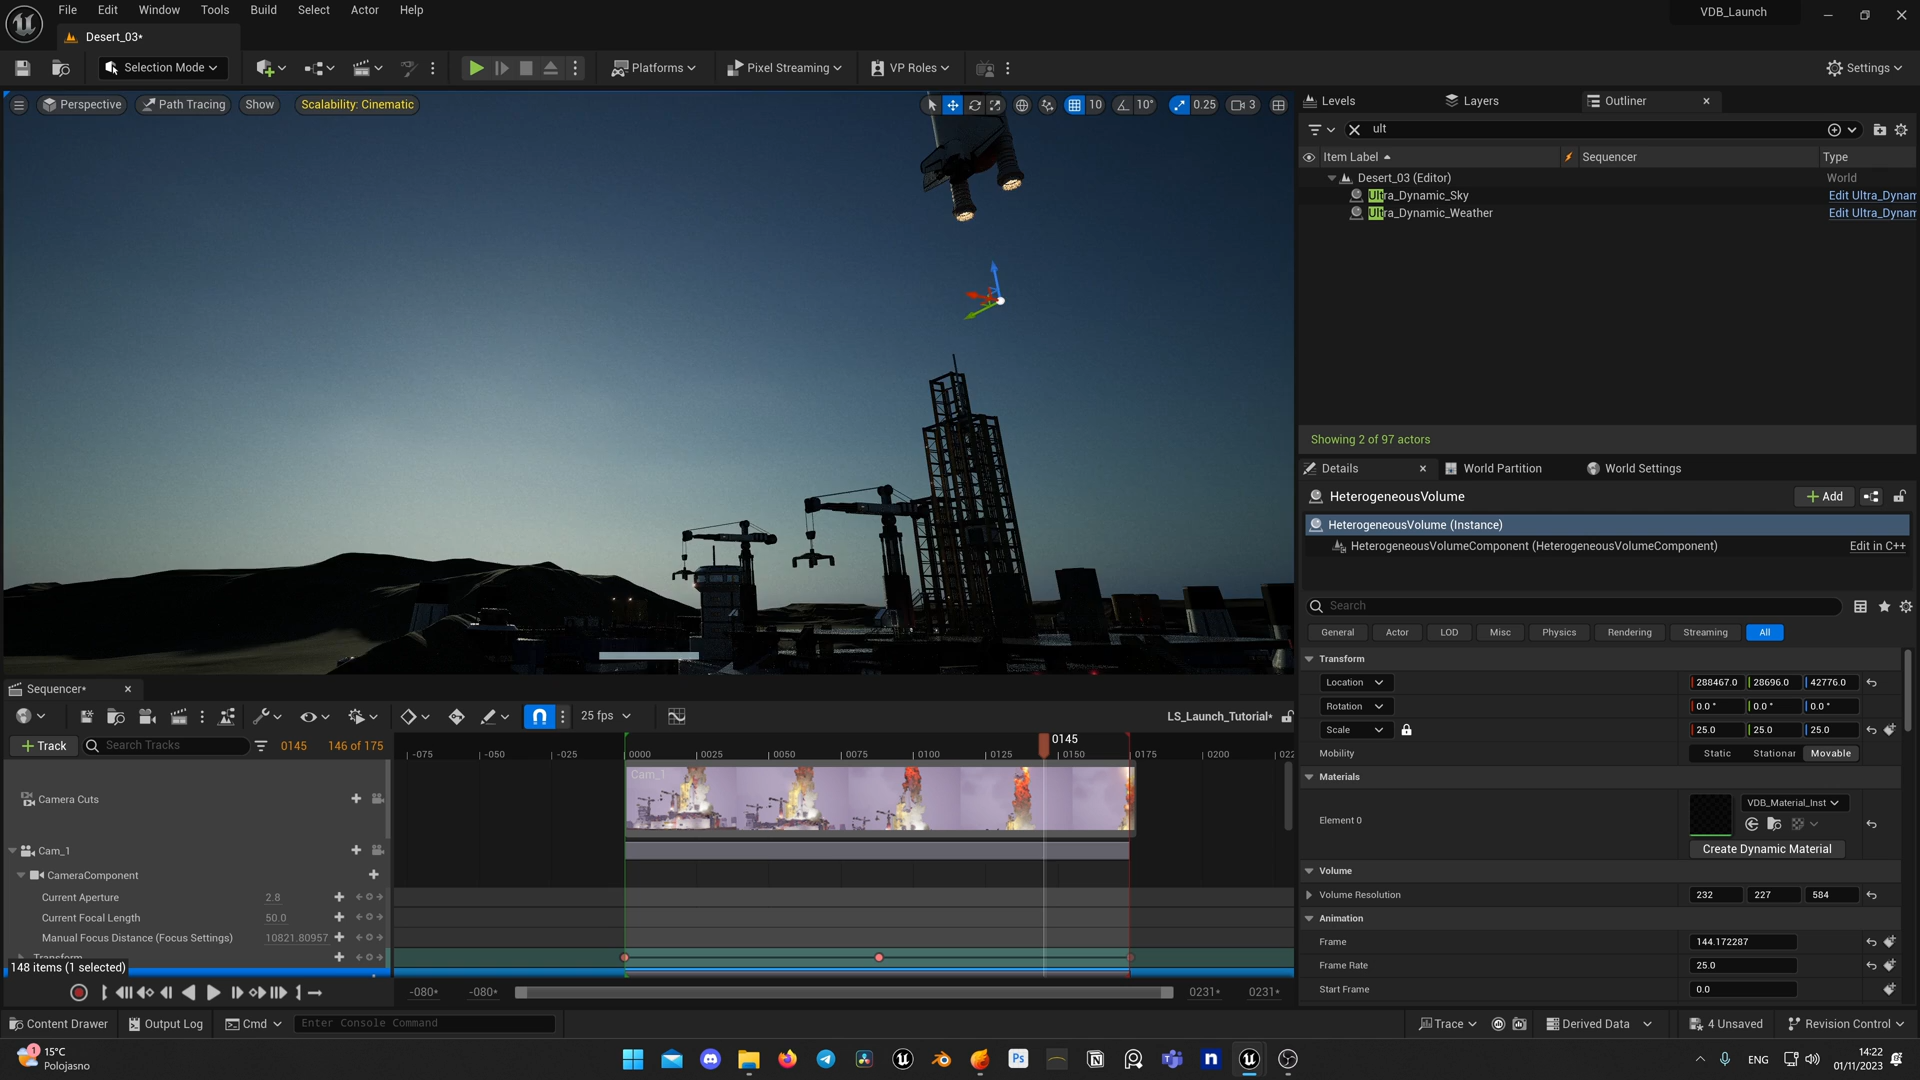 File Edit Window Tools Build Select Actor Help
VDB_Launch
Desert_03*
Selection Mode
Platforms
Pixel Streaming
VP Roles
Settings
Perspective
Path Tracing
Show
Scalability: Cinematic
10
10°
0.25
3
Levels
Layers
Outliner
ult
Item Label
Sequencer
Type
Desert_03 (Editor)
World
Ultra_Dynamic_Sky
Edit Ultra_Dynam
Ultra_Dynamic_Weather
Edit Ultra_Dynam
Showing 2 of 97 actors
Details
World Partition
World Settings
HeterogeneousVolume
Add
HeterogeneousVolume (Instance)
HeterogeneousVolumeComponent (HeterogeneousVolumeComponent)
Edit in C++
Search
General
Actor
LOD
Misc
Physics
Rendering
Streaming
All
Transform
Location
288467.0
28696.0
42776.0
Rotation
0.0 °
0.0 °
0.0 °
Scale
25.0
25.0
25.0
Mobility
Static
Stationar
Movable
Materials
Element 0
VDB_Material_Inst
Create Dynamic Material
Volume
Volume Resolution
232
227
584
Animation
Frame
144.172287
Frame Rate
25.0
Start Frame
0.0
Sequencer*
25 fps
LS_Launch_Tutorial*
Track
Search Tracks
0145
146 of 175
-075
-050
-025
0000
0025
0050
0075
0100
0125
0145
0150
0175
0200
022
Cam_1
Camera Cuts
Cam_1
CameraComponent
Current Aperture
2.8
Current Focal Length
50.0
Manual Focus Distance (Focus Settings)
10821.80957
Transform
148 items (1 selected)
-080*
-080*
0231*
0231*
Content Drawer
Output Log
Cmd
Enter Console Command
Trace
Derived Data
4 Unsaved
Revision Control
1
15°C
Polojasno
Ps
ENG
14:22
01/11/2023